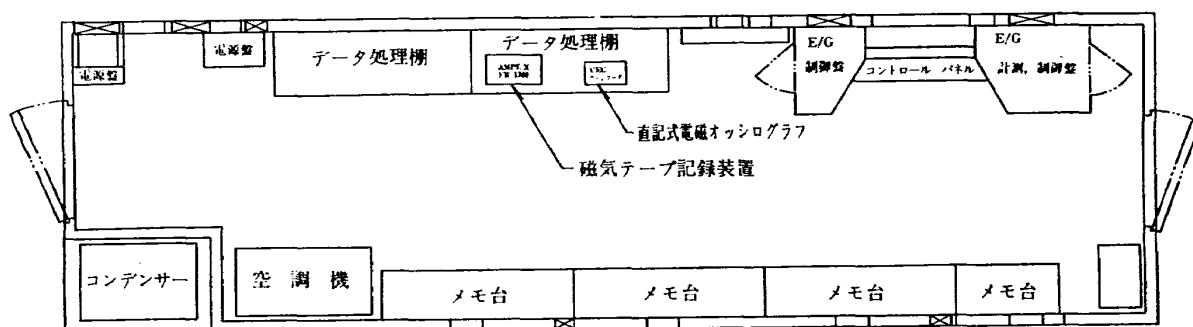 電源盤
電源盤
データ処理棚
データ処理棚
AMPEX
FR 1300
CEC
直記式電磁オッシログラフ
磁気テープ記録装置
E/G
制御盤
コントロール パネル
E/G
計測, 制御盤
コンデンサー
空調機
メモ台
メモ台
メモ台
メモ台